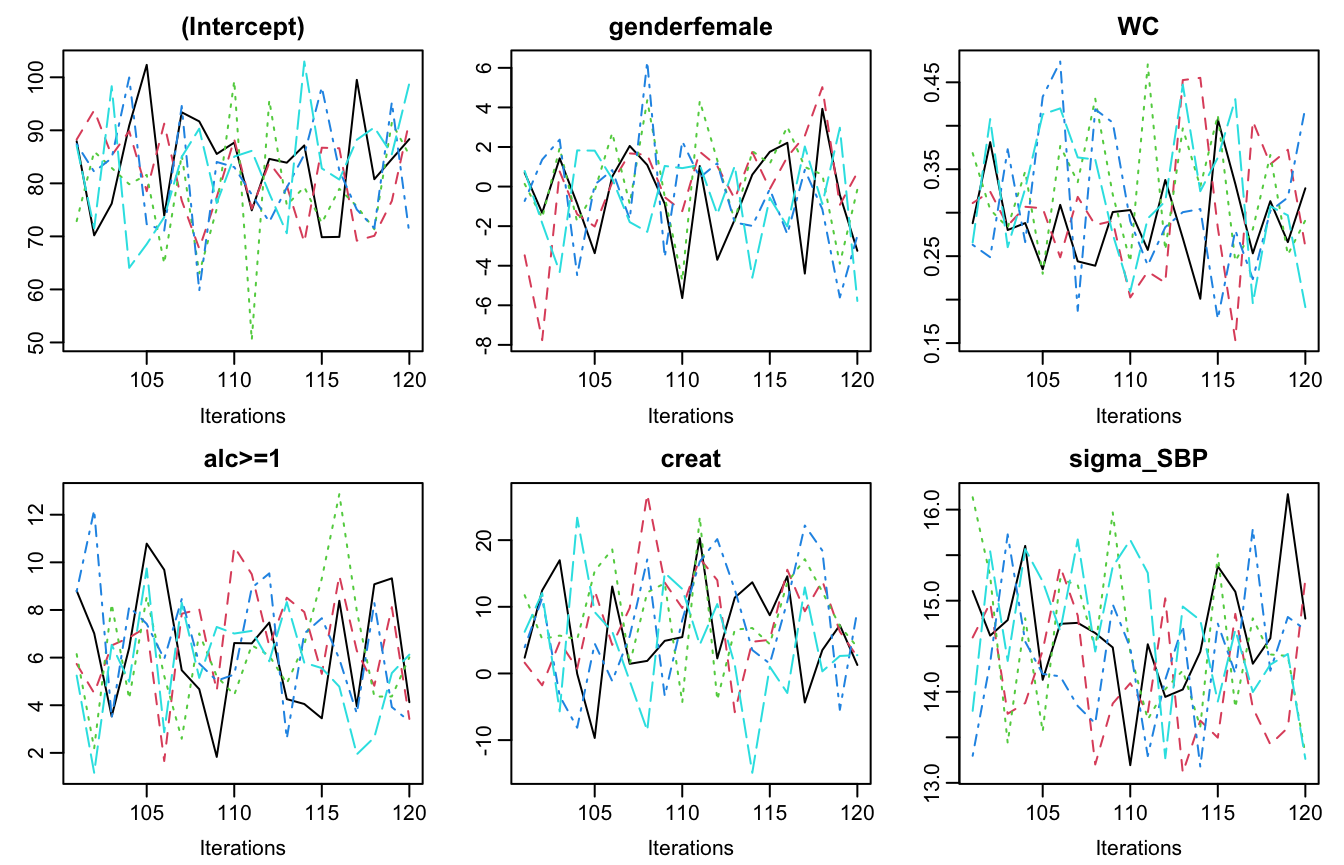 (Intercept)
100
90
80
70
60
50
105 110 115 120
Iterations
genderfemale
6
4
2
0
-2
-4
-6
-8
105 110 115 120
Iterations
WC
0.45
0.35
0.25
0.15
105 110 115 120
Iterations
alc>=1
12
10
8
6
4
2
105 110 115 120
Iterations
creat
20
10
0
-10
105 110 115 120
Iterations
sigma_SBP
16.0
15.0
14.0
13.0
105 110 115 120
Iterations